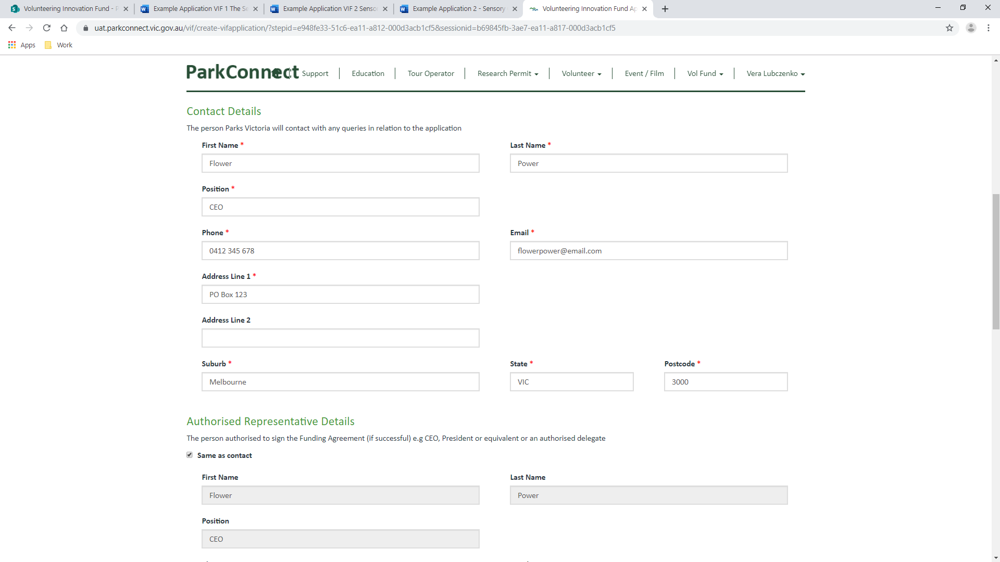 Volunteering Innovation Fund - P
Example Application VIF 1 The Se
Example Application VIF 2 Senso
Example Application 2 - Sensory
Volunteering Innovation Fund Ap
uat.parkconnect.vic.gov.au/vif/create-vifapplication/?stepid=e948fe33-51c6-ea11-a812-000d3acb1cf5&sessionid=b69845fb-3ae7-ea11-a817-000d3acb1cf5
Apps Work
ParkConnect Support Education Tour Operator Research Permit Volunteer Event / Film Vol Fund Vera Lubczenko
Contact Details
The person Parks Victoria will contact with any queries in relation to the application
First Name * Last Name *
Flower Power
Position *
CEO
Phone * Email *
0412 345 678 flowerpower@email.com
Address Line 1 *
PO Box 123
Address Line 2
Suburb * State * Postcode *
Melbourne VIC 3000
Authorised Representative Details
The person authorised to sign the Funding Agreement (if successful) e.g CEO, President or equivalent or an authorised delegate
Same as contact
First Name Last Name
Flower Power
Position
CEO